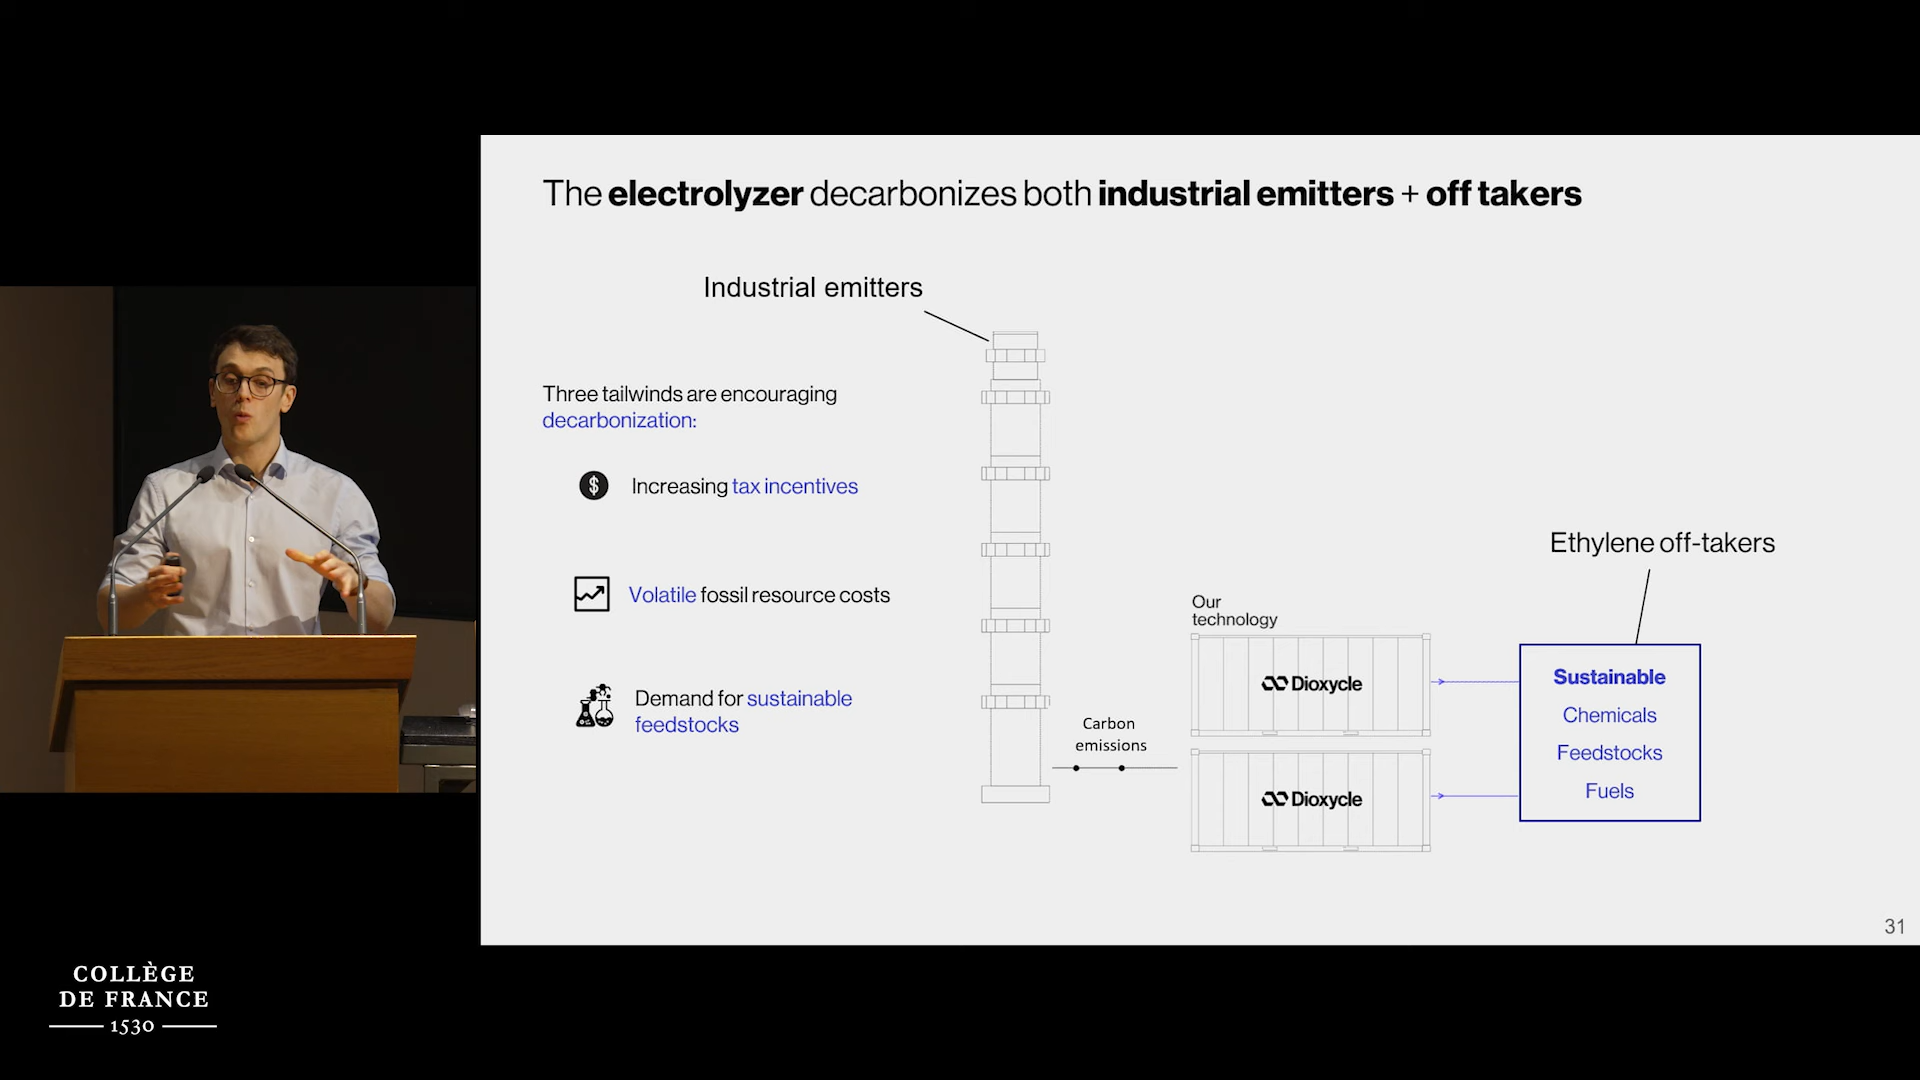 The electrolyzer decarbonizes both industrial emitters + off takers
Industrial emitters
Three tailwinds are encouraging
decarbonization:
Increasing tax incentives
Volatile fossil resource costs
Demand for sustainable
feedstocks
Carbon
emissions
Our
technology
Dioxycle
Dioxycle
Ethylene off-takers
Sustainable
Chemicals
Feedstocks
Fuels
31
COLLÈGE
DE FRANCE
1530